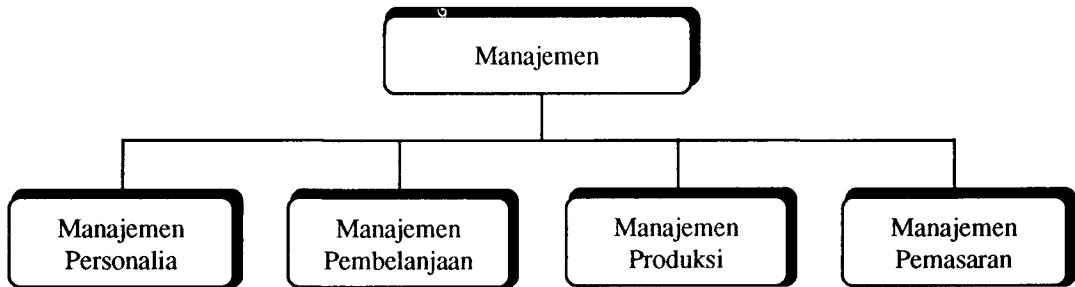 Manajemen
Manajemen
Personalia
Manajemen
Pembelanjaan
Manajemen
Produksi
Manajemen
Pemasaran